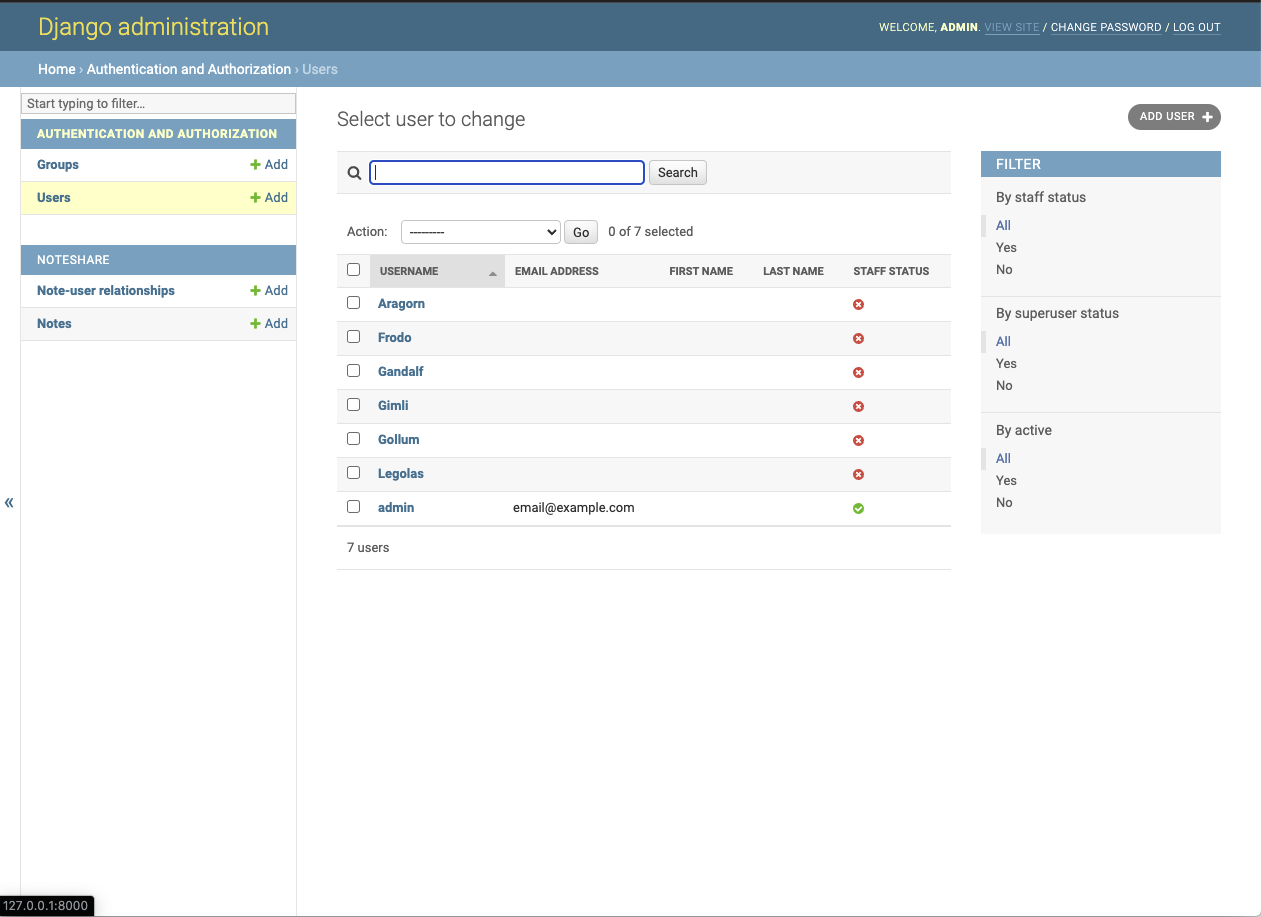 Django administration
WELCOME, ADMIN. VIEW SITE / CHANGE PASSWORD / LOG OUT
Home › Authentication and Authorization › Users
Start typing to filter...
AUTHENTICATION AND AUTHORIZATION
Groups + Add
Users + Add
NOTESHARE
Note-user relationships + Add
Notes + Add
«
Select user to change
ADD USER +
Search
Action: --------- Go 0 of 7 selected
USERNAME EMAIL ADDRESS FIRST NAME LAST NAME STAFF STATUS
Aragorn
Frodo
Gandalf
Gimli
Gollum
Legolas
admin email@example.com
7 users
FILTER
By staff status
All
Yes
No
By superuser status
All
Yes
No
By active
All
Yes
No
127.0.0.1:8000